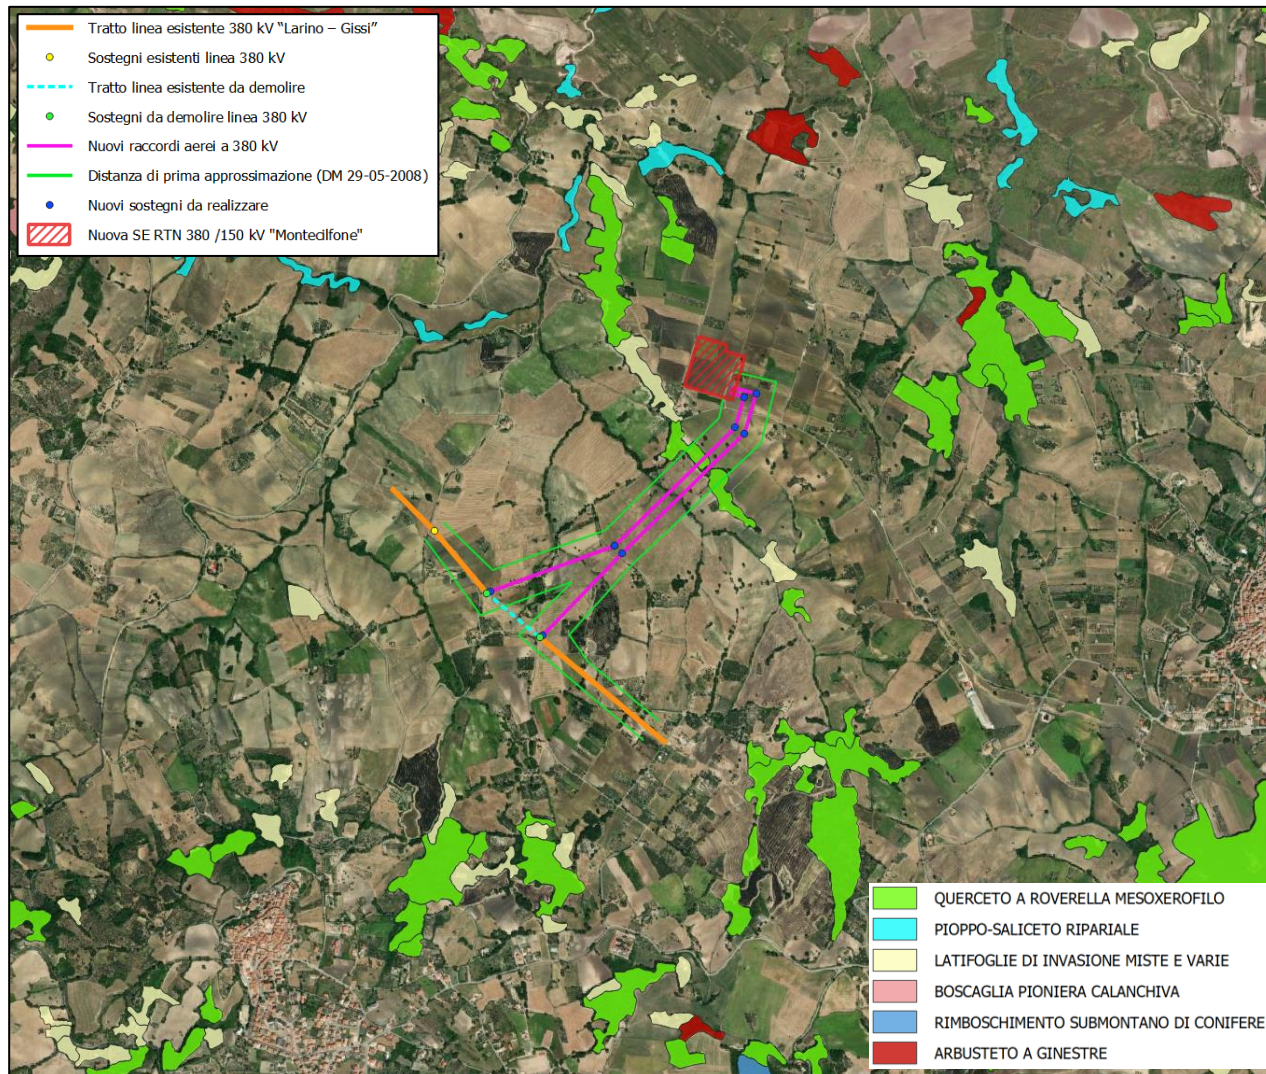 Tratto linea esistente 380 kV “Larino – Gissi”
Sostegni esistenti linea 380 kV
Tratto linea esistente da demolire
Sostegni da demolire linea 380 kV
Nuovi raccordi aerei a 380 kV
Distanza di prima approssimazione (DM 29-05-2008)
Nuovi sostegni da realizzare
Nuova SE RTN 380 /150 kV "Montecilfone"
QUERCETO A ROVERELLA MESOXEROFILO
PIOPPO-SALICETO RIPARIALE
LATIFOGLIE DI INVASIONE MISTE E VARIE
BOSCAGLIA PIONIERA CALANCHIVA
RIMBOSCHIMENTO SUBMONTANO DI CONIFERE
ARBUSTETO A GINESTRE